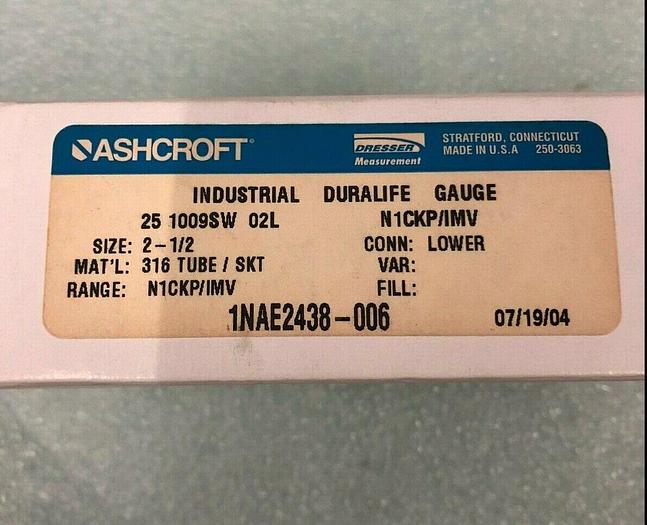 ASHCROFT®
DRESSER
Measurement
STRATFORD, CONNECTICUT
MADE IN U.S.A 250-3063
INDUSTRIAL DURALIFE GAUGE
25 1009SW 02L N1CKP/IMV
SIZE: 2-1/2 CONN: LOWER
MAT'L: 316 TUBE / SKT VAR:
RANGE: N1CKP/IMV FILL:
1NAE2438-006 07/19/04